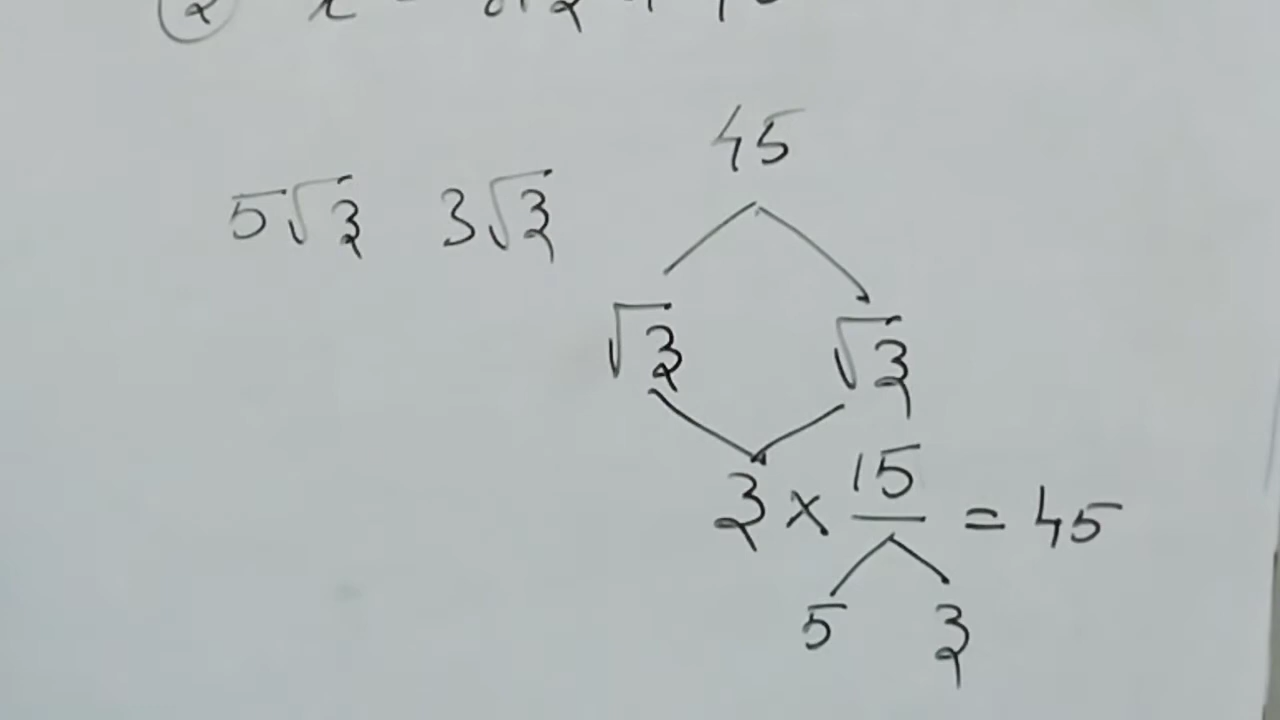 45
5√3 3√3
√3 √3
3 × 15 = 45
5 3